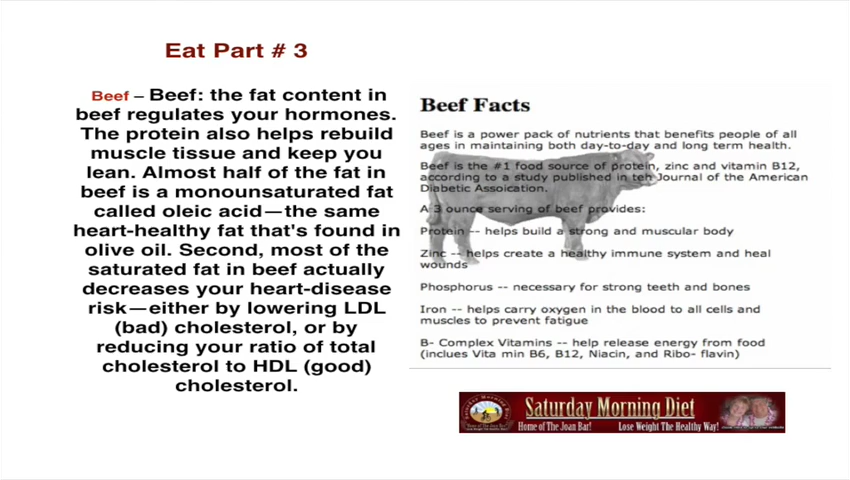 Eat Part # 3
Beef – Beef: the fat content in
beef regulates your hormones.
The protein also helps rebuild
muscle tissue and keep you
lean. Almost half of the fat in
beef is a monounsaturated fat
called oleic acid—the same
heart-healthy fat that's found in
olive oil. Second, most of the
saturated fat in beef actually
decreases your heart-disease
risk—either by lowering LDL
(bad) cholesterol, or by
reducing your ratio of total
cholesterol to HDL (good)
cholesterol.
Beef Facts
Beef is a power pack of nutrients that benefits people of all
ages in maintaining both day-to-day and long term health.
Beef is the #1 food source of protein, zinc and vitamin B12,
according to a study published in teh Journal of the American
Diabetic Assoication.
A 3 ounce serving of beef provides:
Protein -- helps build a strong and muscular body
Zinc -- helps create a healthy immune system and heal
wounds
Phosphorus -- necessary for strong teeth and bones
Iron -- helps carry oxygen in the blood to all cells and
muscles to prevent fatigue
B- Complex Vitamins -- help release energy from food
(inclues Vita min B6, B12, Niacin, and Ribo- flavin)
Saturday Morning Diet
Home of The Joan Bar! Lose Weight The Healthy Way!